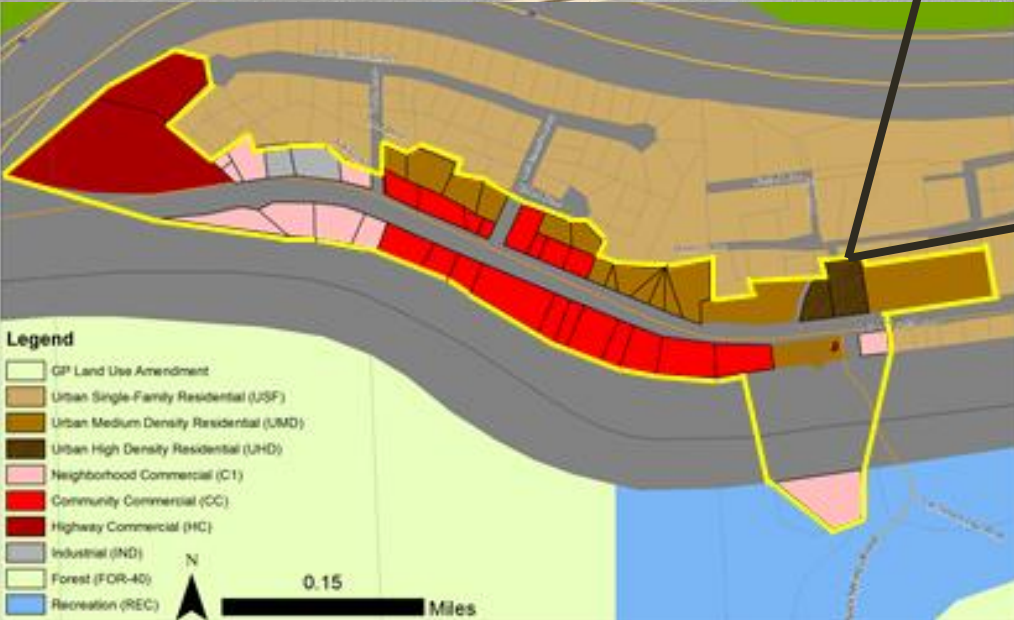 Legend
GP Land Use Amendment
Urban Single-Family Residential (USF)
Urban Medium Density Residential (UMD)
Urban High Density Residential (UHD)
Neighborhood Commercial (C1)
Community Commercial (CC)
Highway Commercial (HC)
Industrial (IND)
Forest (FOR-40)
Recreation (REC)
N
0.15
Miles